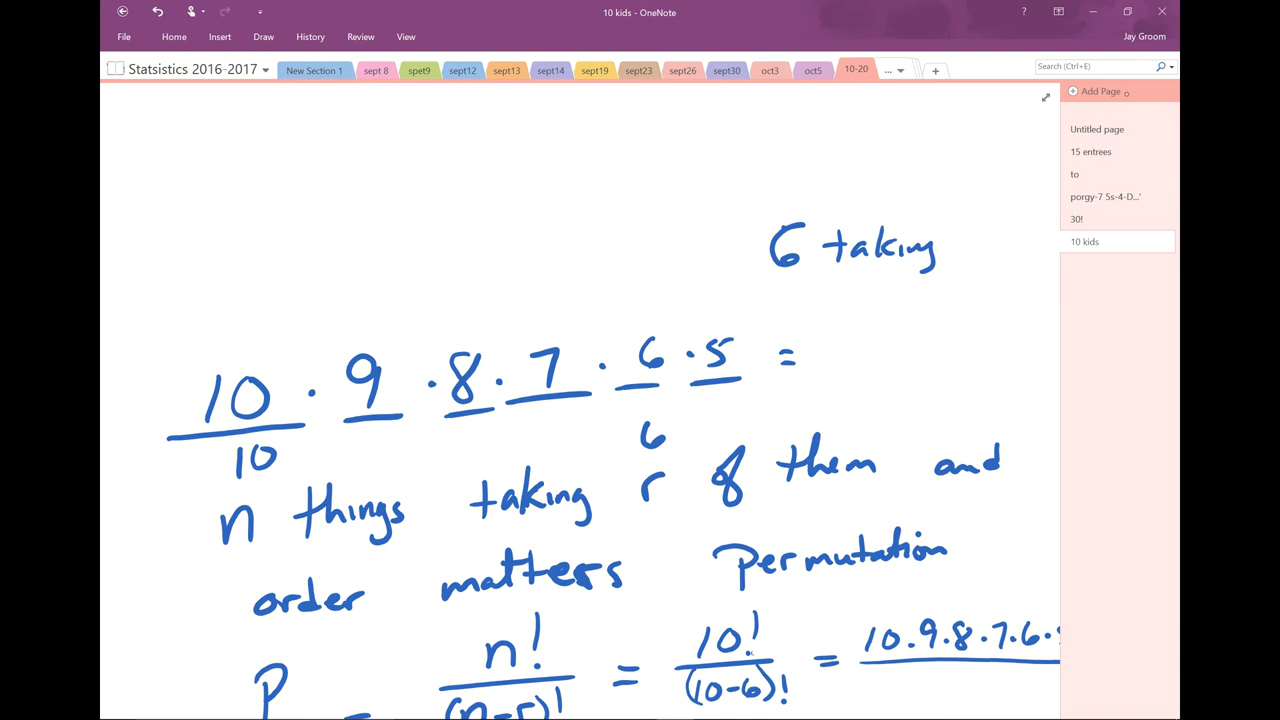 10 kids - OneNote
?
File Home Insert Draw History Review View
Jay Groom
Statsistics 2016-2017
New Section 1 sept 8 spet9 sept12 sept13 sept14 sept19 sept23 sept26 sept30 oct3 oct5 10-20 ... +
Search (Ctrl+E)
Add Page
Untitled page
15 entrees
to
porgy-7 5s-4-D...'
30!
10 kids
6 taking
10 · 9 · 8 · 7 · 6 · 5 =
10 6
n things taking r of them and
order matters Permutation
P = n! / (n-r)! = 10! / (10-6)! = 10.9.8.7.6.